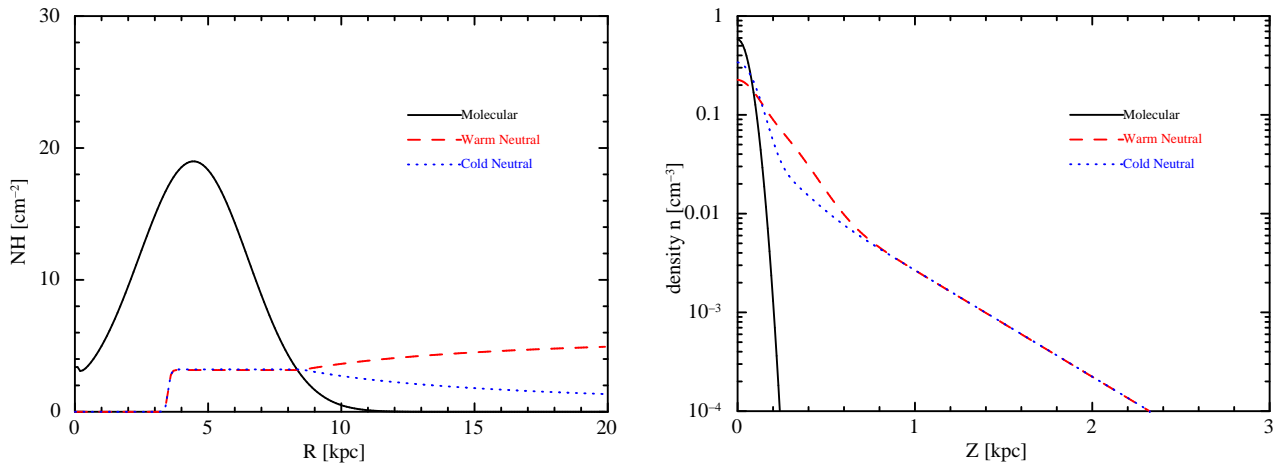 30
20
10
0
NH [cm⁻²]
Molecular
Warm Neutral
Cold Neutral
0 5 10 15 20
R [kpc]
1
0.1
0.01
10⁻³
10⁻⁴
density n [cm⁻³]
Molecular
Warm Neutral
Cold Neutral
0 1 2 3
Z [kpc]